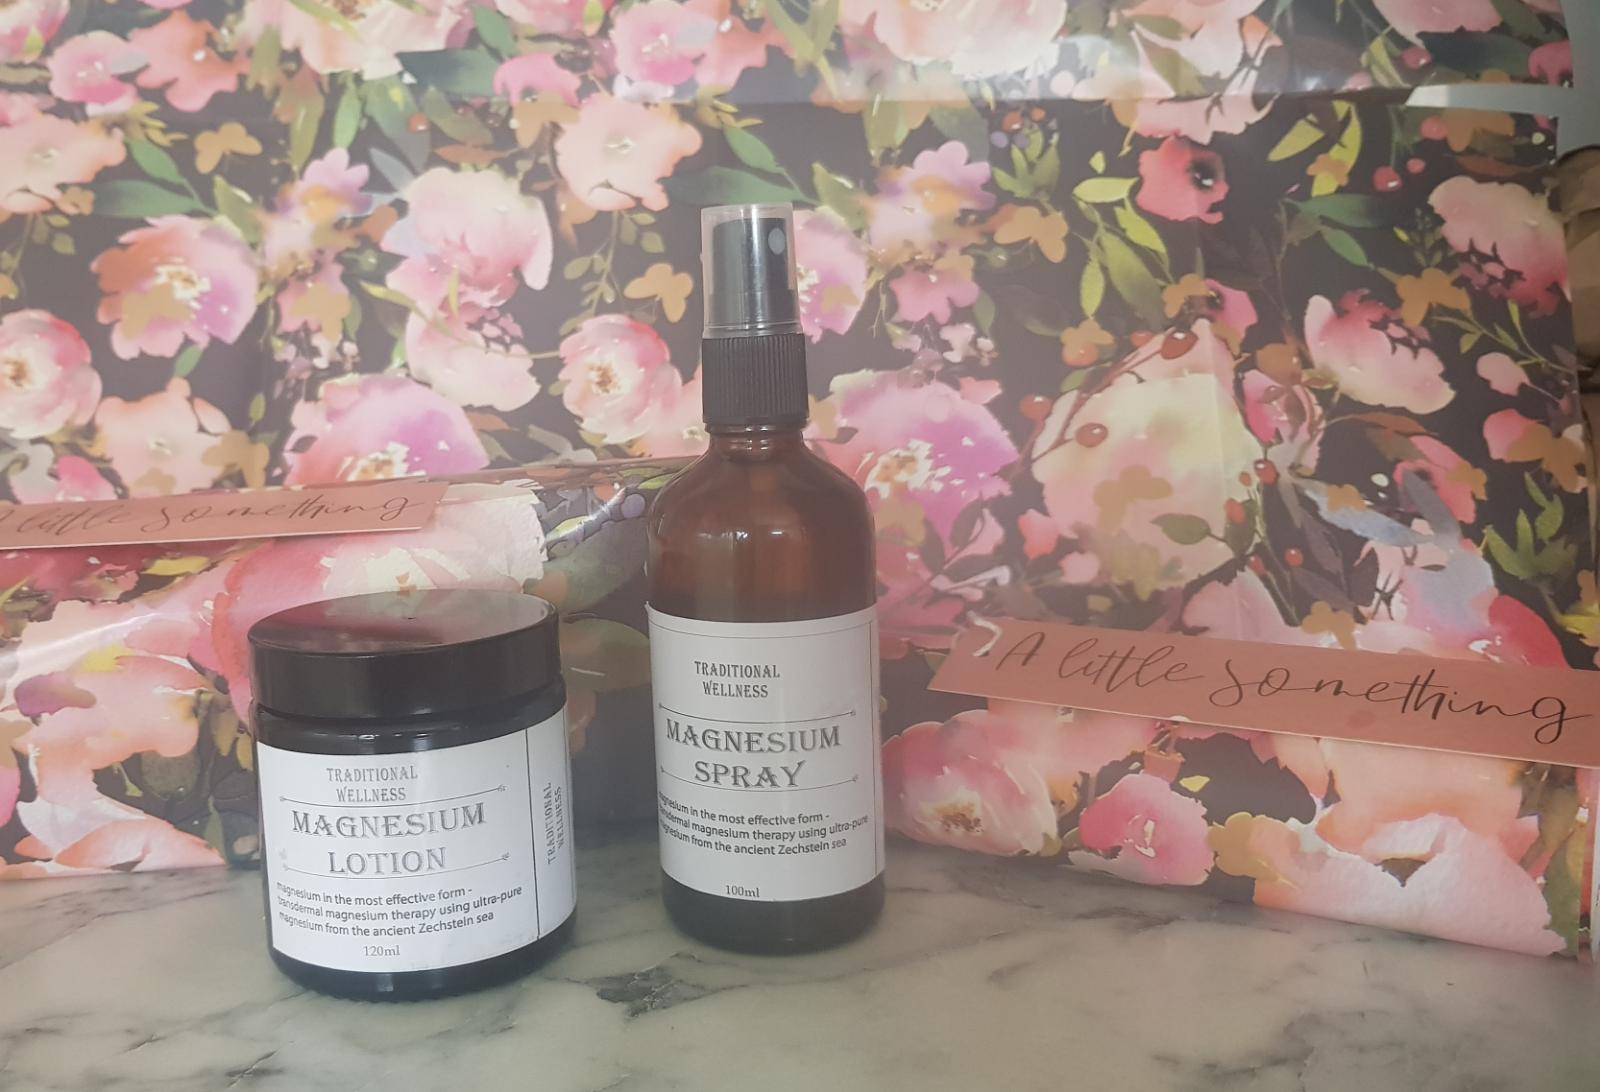 A little something
TRADITIONAL
WELLNESS
MAGNESIUM
LOTION
magnesium in the most effective form -
transdermal magnesium therapy using ultra-pure
magnesium from the ancient Zechstein sea
120ml
TRADITIONAL
WELLNESS
TRADITIONAL
WELLNESS
MAGNESIUM
SPRAY
magnesium in the most effective form -
transdermal magnesium therapy using ultra-pure
magnesium from the ancient Zechstein sea
100ml
A little something